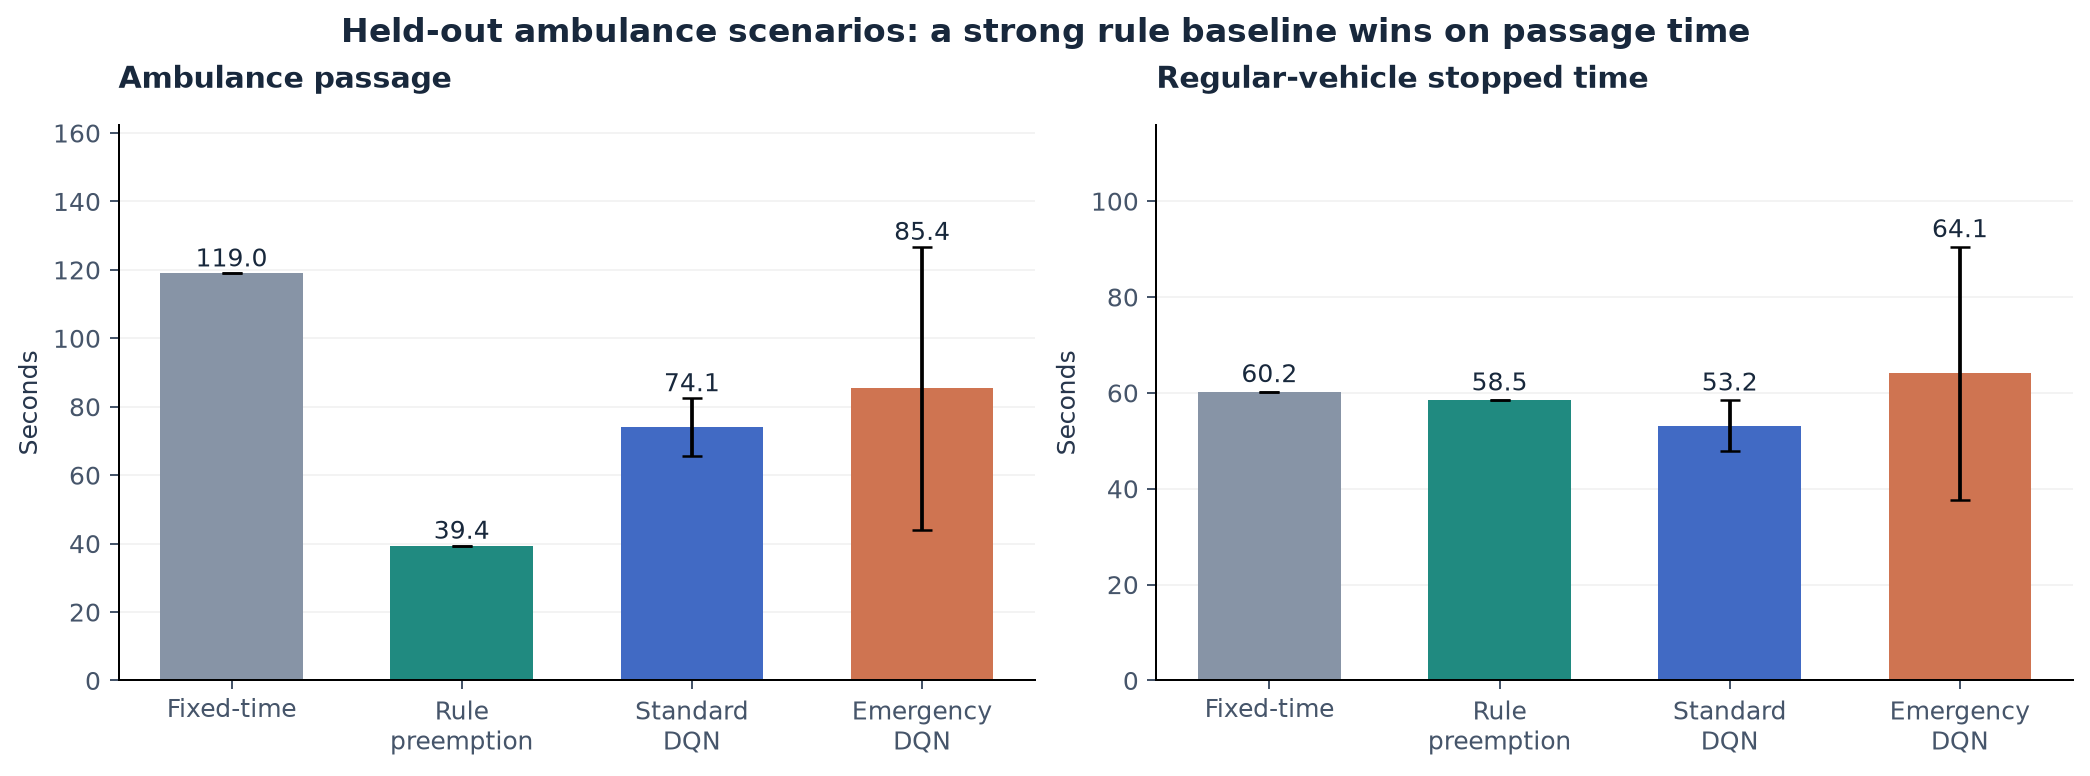 Held-out ambulance scenarios: a strong rule baseline wins on passage time
Ambulance passage
Seconds
160
140
120
100
80
60
40
20
0
119.0
39.4
74.1
85.4
Fixed-time
Rule
preemption
Standard
DQN
Emergency
DQN
Regular-vehicle stopped time
Seconds
100
80
60
40
20
0
60.2
58.5
53.2
64.1
Fixed-time
Rule
preemption
Standard
DQN
Emergency
DQN